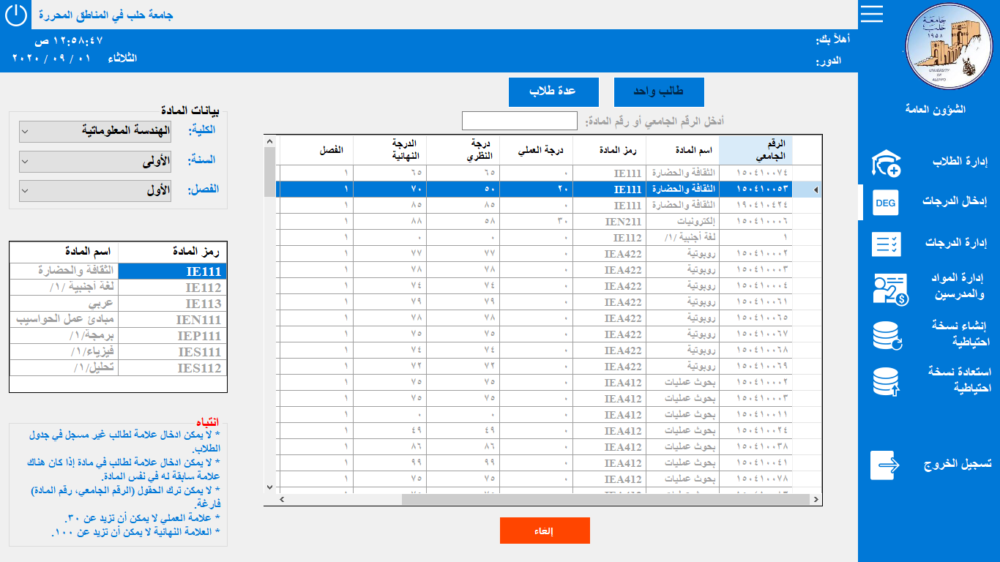 جامعة حلب في المناطق المحررة
١٢:٥٨:٤٧ ص
الثلاثاء ٠١ / ٠٩ / ٢٠٢٠
أهلاً بك:
الدور:
جامعة حلب
١٩٥٨
UNIVERSITY
OF
ALEPPO
الشؤون العامة
إدارة الطلاب
DEG
إدخال الدرجات
إدارة الدرجات
إدارة المواد
والمدرسين
إنشاء نسخة
احتياطية
استعادة نسخة
احتياطية
تسجيل الخروج
طالب واحد
عدة طلاب
أدخل الرقم الجامعي أو رقم المادة:
الرقم الجامعي اسم المادة رمز المادة درجة العملي درجة النظري الدرجة النهائية الفصل
١٥٠٤١٠٠٧٤ الثقافة والحضارة IE111 ٠ ٦٥ ٦٥ ١
١٥٠٤١٠٠٥٣ الثقافة والحضارة IE111 ٢٠ ٥٠ ٧٠ ١
١٩٠٤١٠٤٢٤ الثقافة والحضارة IE111 ٠ ٨٥ ٨٥ ١
١٥٠٤١٠٠٠٦ إلكترونيات IEN211 ٣٠ ٥٨ ٨٨ ١
١ لغة أجنبية /١/ IE112 ٠ ٠ ٠ ١
١٥٠٤١٠٠٠٢ روبوتية IEA422 ٠ ٧٧ ٧٧ ١
١٥٠٤١٠٠٠٣ روبوتية IEA422 ٠ ٧٨ ٧٨ ١
١٥٠٤١٠٠٠٤ روبوتية IEA422 ٠ ٧٤ ٧٤ ١
١٥٠٤١٠٠٦١ روبوتية IEA422 ٠ ٧٩ ٧٩ ١
١٥٠٤١٠٠٦٥ روبوتية IEA422 ٠ ٧٨ ٧٨ ١
١٥٠٤١٠٠٦٧ روبوتية IEA422 ٠ ٧٥ ٧٥ ١
١٥٠٤١٠٠٦٨ روبوتية IEA422 ٠ ٧٤ ٧٤ ١
١٥٠٤١٠٠٦٩ روبوتية IEA422 ٠ ٧٢ ٧٢ ١
١٥٠٤١٠٠٠٢ بحوث عمليات IEA412 ٠ ٧٥ ٧٥ ١
١٥٠٤١٠٠٠٣ بحوث عمليات IEA412 ٠ ٧٥ ٧٥ ١
١٥٠٤١٠٠١١ بحوث عمليات IEA412 ٠ ٠ ٠ ١
١٥٠٤١٠٠٢٤ بحوث عمليات IEA412 ٠ ٤٩ ٤٩ ١
١٥٠٤١٠٠٣٨ بحوث عمليات IEA412 ٠ ٨٦ ٨٦ ١
١٥٠٤١٠٠٤١ بحوث عمليات IEA412 ٠ ٩٩ ٩٩ ١
١٥٠٤١٠٠٧٨ بحوث عمليات IEA412 ٠ ٧٥ ٧٥ ١
إلغاء
بيانات المادة
الكلية: الهندسة المعلوماتية
السنة: الأولى
الفصل: الأول
رمز المادة اسم المادة
IE111 الثقافة والحضارة
IE112 لغة أجنبية /١/
IE113 عربي
IEN111 مبادئ عمل الحواسيب
IEP111 برمجة/١/
IES111 فيزياء/١/
IES112 تحليل/١/
انتباه
* لا يمكن ادخال علامة لطالب غير مسجل في جدول
الطلاب.
* لا يمكن ادخال علامة لطالب في مادة إذا كان هناك
علامة سابقة له في نفس المادة.
* لا يمكن ترك الحقول (الرقم الجامعي، رقم المادة)
فارغة.
* علامة العملي لا يمكن أن تزيد عن ٣٠.
* العلامة النهائية لا يمكن أن تزيد عن ١٠٠.